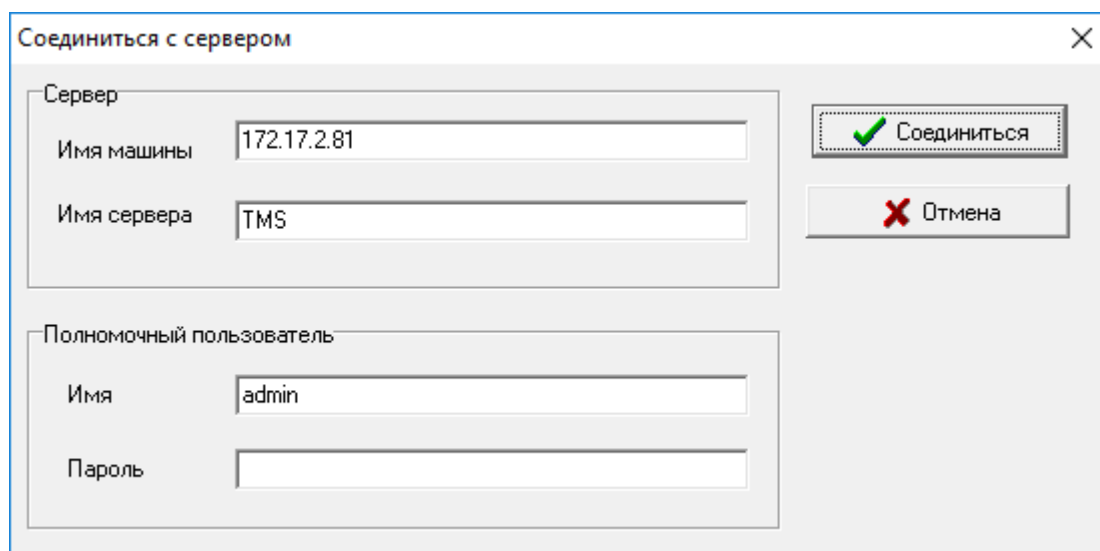 Соединиться с сервером
Сервер
Имя машины 172.17.2.81
Соединиться
Имя сервера TMS
Отмена
Полномочный пользователь
Имя admin
Пароль